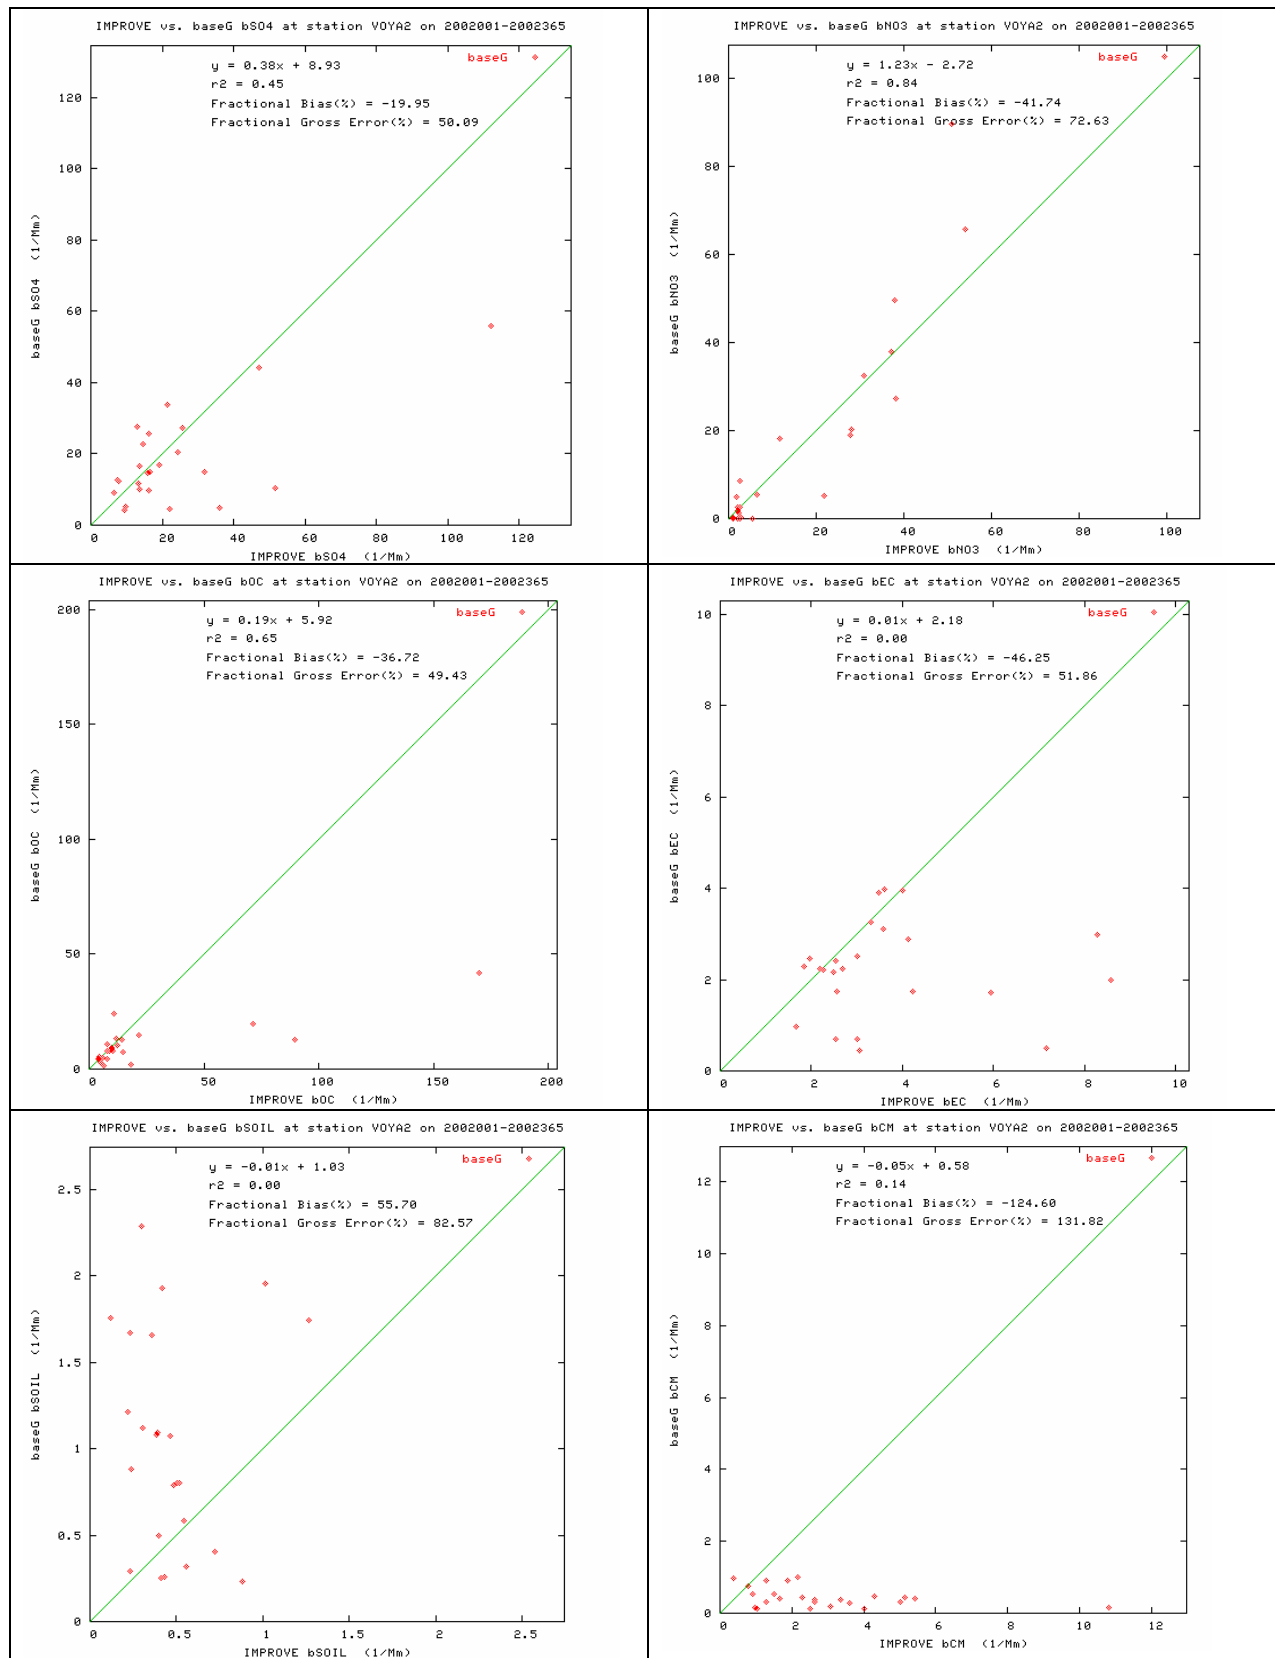 IMPROVE vs. baseG bSO4 at station VOYA2 on 2002001-2002365
baseG
y = 0.38x + 8.93
r2 = 0.45
Fractional Bias(%) = -19.95
Fractional Gross Error(%) = 50.09
baseG bSO4 (1/Mm)
120
100
80
60
40
20
0
0 20 40 60 80 100 120
IMPROVE bSO4 (1/Mm)
IMPROVE vs. baseG bNO3 at station VOYA2 on 2002001-2002365
baseG
y = 1.23x - 2.72
r2 = 0.84
Fractional Bias(%) = -41.74
Fractional Gross Error(%) = 72.63
baseG bNO3 (1/Mm)
100
80
60
40
20
0
0 20 40 60 80 100
IMPROVE bNO3 (1/Mm)
IMPROVE vs. baseG bOC at station VOYA2 on 2002001-2002365
baseG
y = 0.19x + 5.92
r2 = 0.65
Fractional Bias(%) = -36.72
Fractional Gross Error(%) = 49.43
baseG bOC (1/Mm)
200
150
100
50
0
0 50 100 150 200
IMPROVE bOC (1/Mm)
IMPROVE vs. baseG bEC at station VOYA2 on 2002001-2002365
baseG
y = 0.01x + 2.18
r2 = 0.00
Fractional Bias(%) = -46.25
Fractional Gross Error(%) = 51.86
baseG bEC (1/Mm)
10
8
6
4
2
0
0 2 4 6 8 10
IMPROVE bEC (1/Mm)
IMPROVE vs. baseG bSOIL at station VOYA2 on 2002001-2002365
baseG
y = -0.01x + 1.03
r2 = 0.00
Fractional Bias(%) = 55.70
Fractional Gross Error(%) = 82.57
baseG bSOIL (1/Mm)
2.5
2
1.5
1
0.5
0
0 0.5 1 1.5 2 2.5
IMPROVE bSOIL (1/Mm)
IMPROVE vs. baseG bCM at station VOYA2 on 2002001-2002365
baseG
y = -0.05x + 0.58
r2 = 0.14
Fractional Bias(%) = -124.60
Fractional Gross Error(%) = 131.82
baseG bCM (1/Mm)
12
10
8
6
4
2
0
0 2 4 6 8 10 12
IMPROVE bCM (1/Mm)